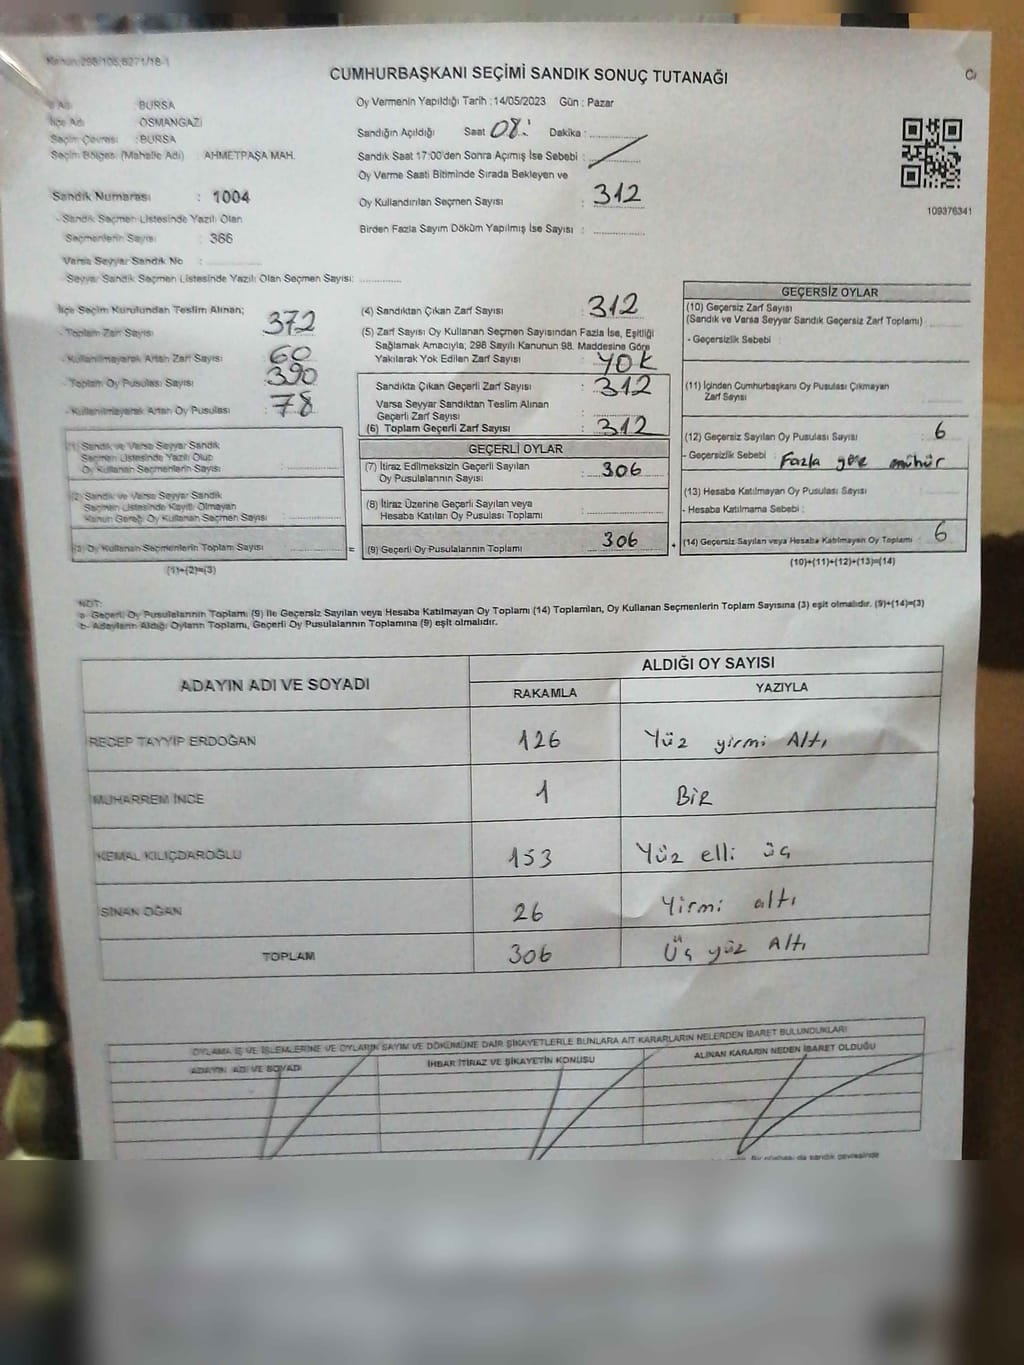 Kanun:298/105,6271/18-1
CUMHURBAŞKANI SEÇİMİ SANDIK SONUÇ TUTANAĞI
İl Adı : BURSA
İlçe Adı : OSMANGAZİ
Seçim Çevresi : BURSA
Seçim Bölgesi (Mahalle Adı) AHMETPAŞA MAH.
Sandık Numarası : 1004
- Sandık Seçmen Listesinde Yazılı Olan
Seçmenlerin Sayısı : 366
Varsa Seyyar Sandık No :
- Seyyar Sandık Seçmen Listesinde Yazılı Olan Seçmen Sayısı:
Oy Vermenin Yapıldığı Tarih :14/05/2023 Gün : Pazar
Sandığın Açıldığı Saat 08: Dakika :
Sandık Saat 17:00'den Sonra Açımış İse Sebebi :
Oy Verme Saati Bitiminde Sırada Bekleyen ve
Oy Kullandırılan Seçmen Sayısı : 312
Birden Fazla Sayım Döküm Yapılmış İse Sayısı :
109376341
İlçe Seçim Kurulundan Teslim Alınan;
- Toplam Zarf Sayısı : 372
- Kullanılmayarak Artan Zarf Sayısı : 60
- Toplam Oy Pusulası Sayısı : 390
- Kullanılmayarak Artan Oy Pusulası : 78
(1) Sandık ve Varsa Seyyar Sandık
Seçmen Listesinde Yazılı Olup
Oy Kullanan Seçmenlerin Sayısı :
(2) Sandık ve Varsa Seyyar Sandık
Seçmen Listesinde Kayıtlı Olmayan
Kanun Gereği Oy Kullanan Seçmen Sayısı :
(3) Oy Kullanan Seçmenlerin Toplam Sayısı =
(1)+(2)=(3)
(4) Sandıktan Çıkan Zarf Sayısı : 312
(5) Zarf Sayısı Oy Kullanan Seçmen Sayısından Fazla İse, Eşitliği
Sağlamak Amacıyla; 298 Sayılı Kanunun 98. Maddesine Göre
Yakılarak Yok Edilen Zarf Sayısı : YOK
Sandıkta Çıkan Geçerli Zarf Sayısı : 312
Varsa Seyyar Sandıktan Teslim Alınan
Geçerli Zarf Sayısı :
(6) Toplam Geçerli Zarf Sayısı : 312
GEÇERLİ OYLAR
(7) İtiraz Edilmeksizin Geçerli Sayılan
Oy Pusulasının Sayısı : 306
(8) İtiraz Üzerine Geçerli Sayılan veya
Hesaba Katılan Oy Pusulası Toplamı :
(9) Geçerli Oy Pusulalarının Toplamı : 306 +
GEÇERSİZ OYLAR
(10) Geçersiz Zarf Sayısı
(Sandık ve Varsa Seyyar Sandık Geçersiz Zarf Toplamı) :
- Geçersizlik Sebebi :
(11) İçinden Cumhurbaşkanı Oy Pusulası Çıkmayan
Zarf Sayısı :
(12) Geçersiz Sayılan Oy Pusulası Sayısı : 6
- Geçersizlik Sebebi : Fazla mühür
(13) Hesaba Katılmayan Oy Pusulası Sayısı :
- Hesaba Katılmama Sebebi :
(14) Geçersiz Sayılan veya Hesaba Katılmayan Oy Toplamı : 6
(10)+(11)+(12)+(13)=(14)
NOT:
a- Geçerli Oy Pusulalarının Toplamı (9) ile Geçersiz Sayılan veya Hesaba Katılmayan Oy Toplamı (14) Toplamları, Oy Kullanan Seçmenlerin Toplam Sayısına (3) eşit olmalıdır. (9)+(14)=(3)
b- Adayların Aldığı Oyların Toplamı, Geçerli Oy Pusulalarının Toplamına (9) eşit olmalıdır.
ADAYIN ADI VE SOYADI ALDIĞI OY SAYISI
RAKAMLA YAZIYLA
RECEP TAYYİP ERDOĞAN 126 Yüz yirmi Altı
MUHARREM İNCE 1 BİR
KEMAL KILIÇDAROĞLU 153 Yüz elli üç
SİNAN OĞAN 26 Yirmi altı
TOPLAM 306 Üç yüz Altı
OYLAMA İŞ VE İŞLEMLERİNE VE OYLARIN SAYIM VE DÖKÜMÜNE DAİR ŞİKAYETLERLE BUNLARA AİT KARARLARIN NELERDEN İBARET BULUNDUKLARI
ADAYIN ADI VE SOYADI İHBAR İTİRAZ VE ŞİKAYETİN KONUSU ALINAN KARARIN NEDEN İBARET OLDUĞU